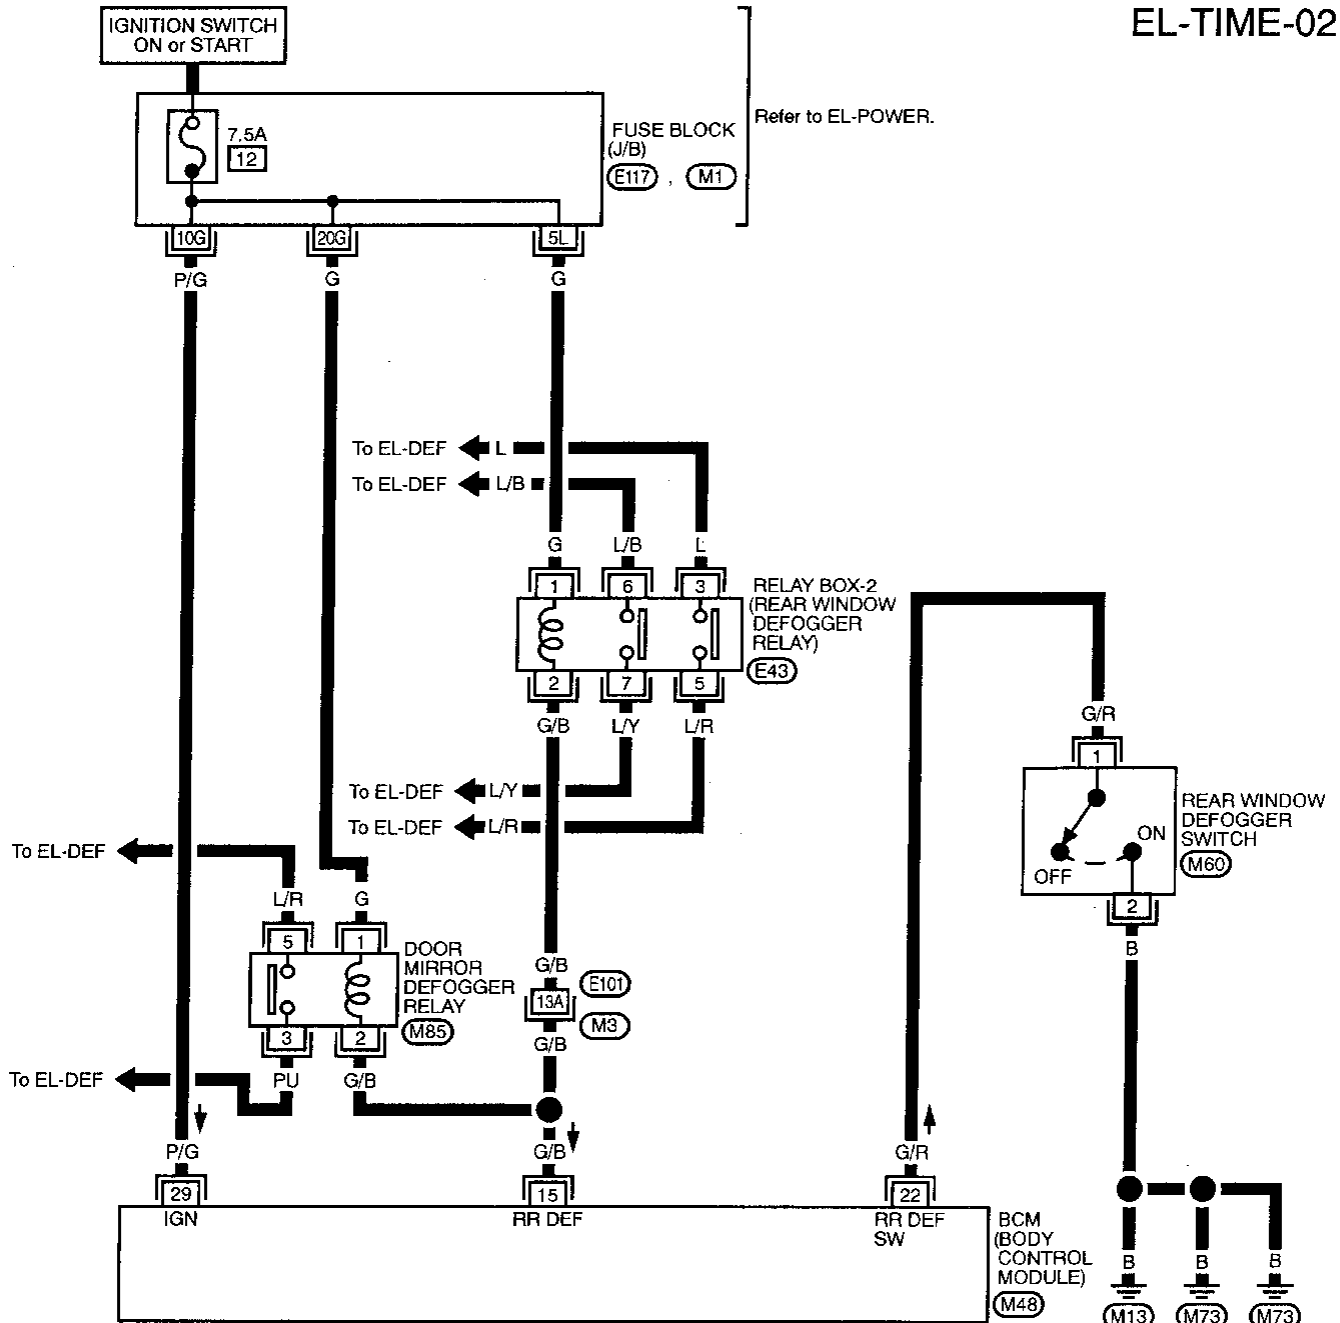 EL-TIME-02
IGNITION SWITCH
ON or START
Refer to EL-POWER.
7.5A
12
FUSE BLOCK
(J/B)
E117 , M1
10G
20G
5L
P/G
G
G
To EL-DEF
L
To EL-DEF
L/B
G
L/B
L
1
6
3
RELAY BOX-2
(REAR WINDOW
DEFOGGER
RELAY)
E43
2
7
5
G/B
L/Y
L/R
To EL-DEF
L/Y
To EL-DEF
L/R
G/R
1
REAR WINDOW
DEFOGGER
SWITCH
M60
ON
OFF
2
B
To EL-DEF
L/R
G
5
1
DOOR
MIRROR
DEFOGGER
RELAY
M85
3
2
PU
G/B
To EL-DEF
G/B
13A
E101
M3
G/B
P/G
G/B
G/R
29
15
22
IGN
RR DEF
RR DEF
SW
BCM
(BODY
CONTROL
MODULE)
M48
B
B
B
M13
M73
M73